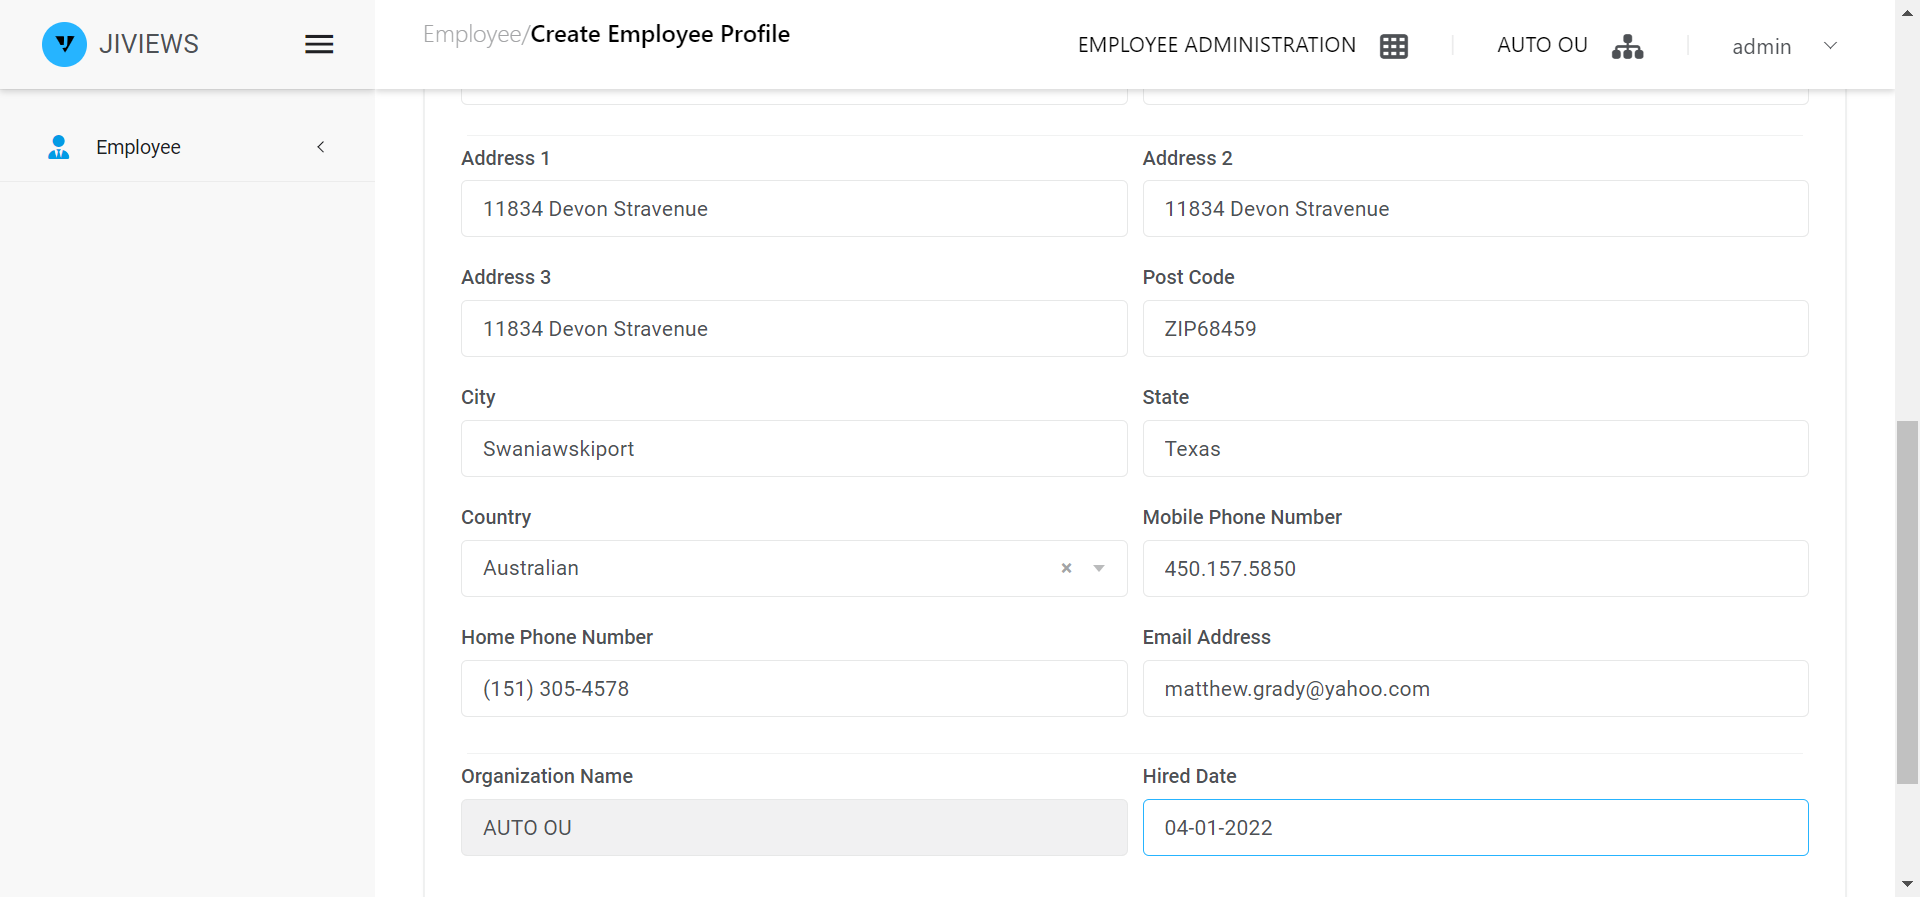 JIVIEWS
Employee/Create Employee Profile
EMPLOYEE ADMINISTRATION
AUTO OU
admin
Employee
Address 1
Address 2
11834 Devon Stravenue
11834 Devon Stravenue
Address 3
Post Code
11834 Devon Stravenue
ZIP68459
City
State
Swaniawskiport
Texas
Country
Mobile Phone Number
Australian
450.157.5850
Home Phone Number
Email Address
(151) 305-4578
matthew.grady@yahoo.com
Organization Name
Hired Date
AUTO OU
04-01-2022